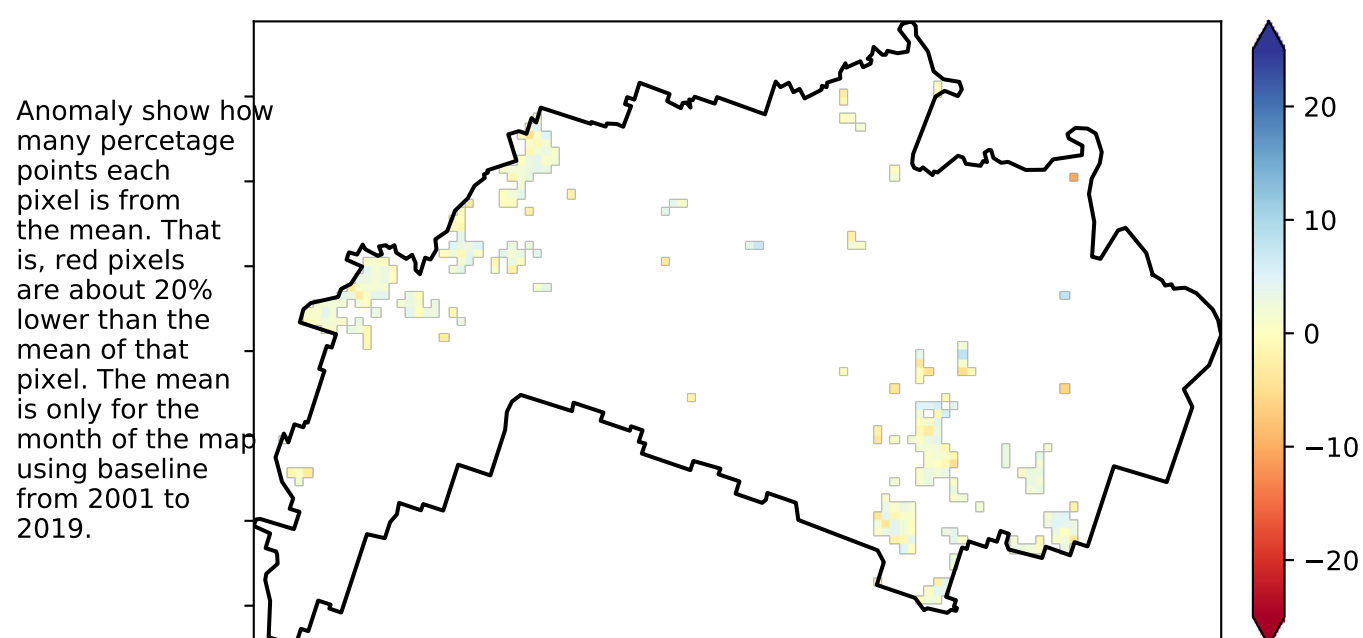 Anomaly show how
many percetage
points each
pixel is from
the mean. That
is, red pixels
are about 20%
lower than the
mean of that
pixel. The mean
is only for the
month of the map
using baseline
from 2001 to
2019.
20
10
0
−10
−20